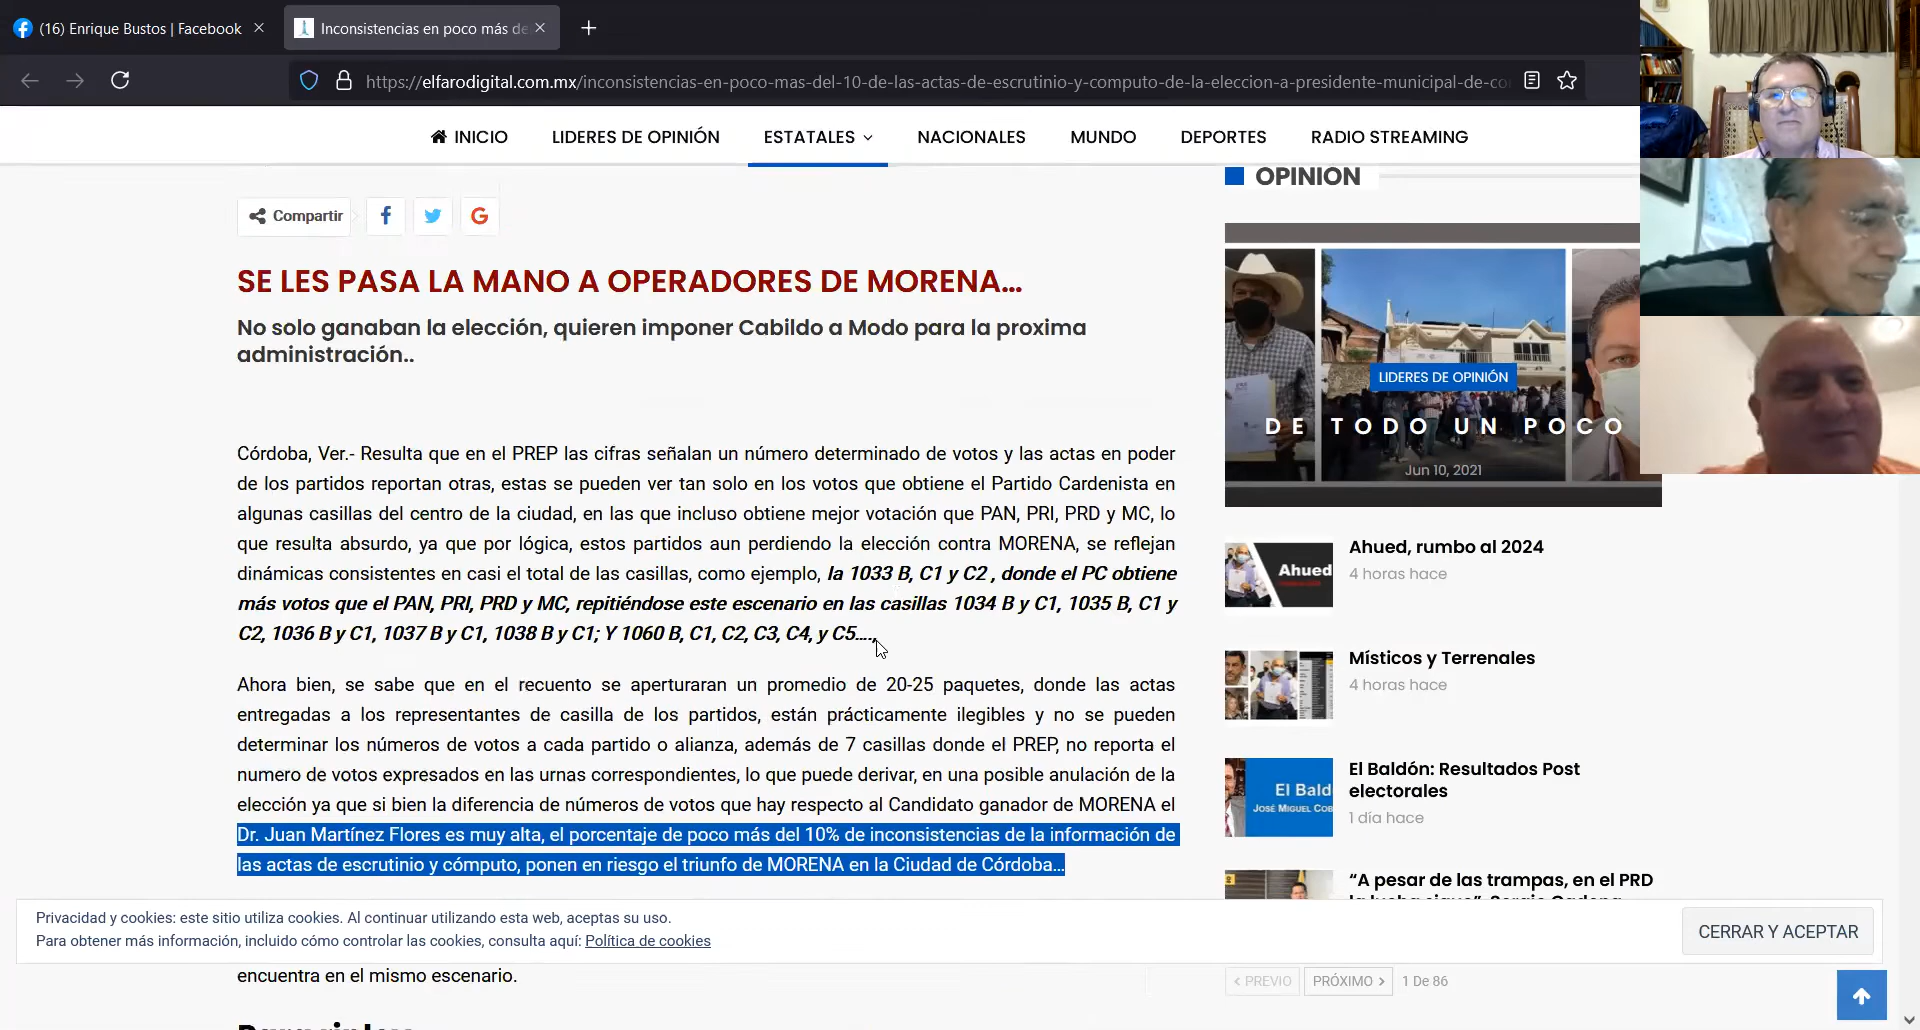 (16) Enrique Bustos | Facebook
Inconsistencias en poco más de
https://elfarodigital.com.mx/inconsistencias-en-poco-mas-del-10-de-las-actas-de-escrutinio-y-computo-de-la-eleccion-a-presidente-municipal-de-co
INICIO LIDERES DE OPINIÓN ESTATALES NACIONALES MUNDO DEPORTES RADIO STREAMING
Compartir
SE LES PASA LA MANO A OPERADORES DE MORENA...
No solo ganaban la elección, quieren imponer Cabildo a Modo para la proxima
administración..
Córdoba, Ver.- Resulta que en el PREP las cifras señalan un número determinado de votos y las actas en poder
de los partidos reportan otras, estas se pueden ver tan solo en los votos que obtiene el Partido Cardenista en
algunas casillas del centro de la ciudad, en las que incluso obtiene mejor votación que PAN, PRI, PRD y MC, lo
que resulta absurdo, ya que por lógica, estos partidos aun perdiendo la elección contra MORENA, se reflejan
dinámicas consistentes en casi el total de las casillas, como ejemplo, la 1033 B, C1 y C2 , donde el PC obtiene
más votos que el PAN, PRI, PRD y MC, repitiéndose este escenario en las casillas 1034 B y C1, 1035 B, C1 y
C2, 1036 B y C1, 1037 B y C1, 1038 B y C1; Y 1060 B, C1, C2, C3, C4, y C5....,
Ahora bien, se sabe que en el recuento se aperturaran un promedio de 20-25 paquetes, donde las actas
entregadas a los representantes de casilla de los partidos, están prácticamente ilegibles y no se pueden
determinar los números de votos a cada partido o alianza, además de 7 casillas donde el PREP, no reporta el
numero de votos expresados en las urnas correspondientes, lo que puede derivar, en una posible anulación de la
elección ya que si bien la diferencia de números de votos que hay respecto al Candidato ganador de MORENA el
Dr. Juan Martínez Flores es muy alta, el porcentaje de poco más del 10% de inconsistencias de la información de
las actas de escrutinio y cómputo, ponen en riesgo el triunfo de MORENA en la Ciudad de Córdoba...
encuentra en el mismo escenario.
OPINION
LIDERES DE OPINIÓN
DE TODO UN POCO
Jun 10, 2021
Ahued
Ahued, rumbo al 2024
4 horas hace
Místicos y Terrenales
4 horas hace
El Bald
JOSÉ MIGUEL COB
El Baldón: Resultados Post
electorales
1 día hace
“A pesar de las trampas, en el PRD
PREVIO PRÓXIMO 1 De 86
Privacidad y cookies: este sitio utiliza cookies. Al continuar utilizando esta web, aceptas su uso.
Para obtener más información, incluido cómo controlar las cookies, consulta aquí: Política de cookies
CERRAR Y ACEPTAR